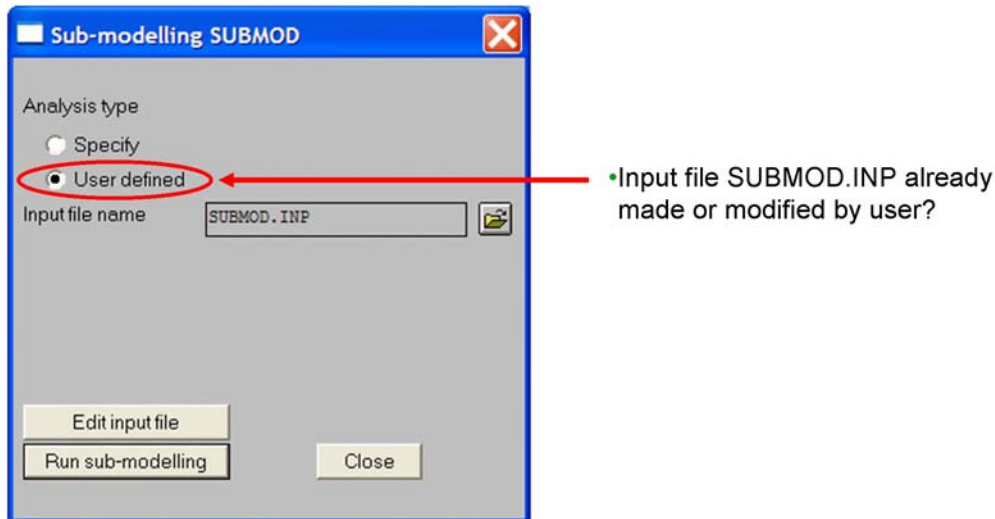 Sub-modelling SUBMOD
Analysis type
Specify
User defined
Input file name SUBMOD.INP
•Input file SUBMOD.INP already
made or modified by user?
Edit input file
Run sub-modelling Close